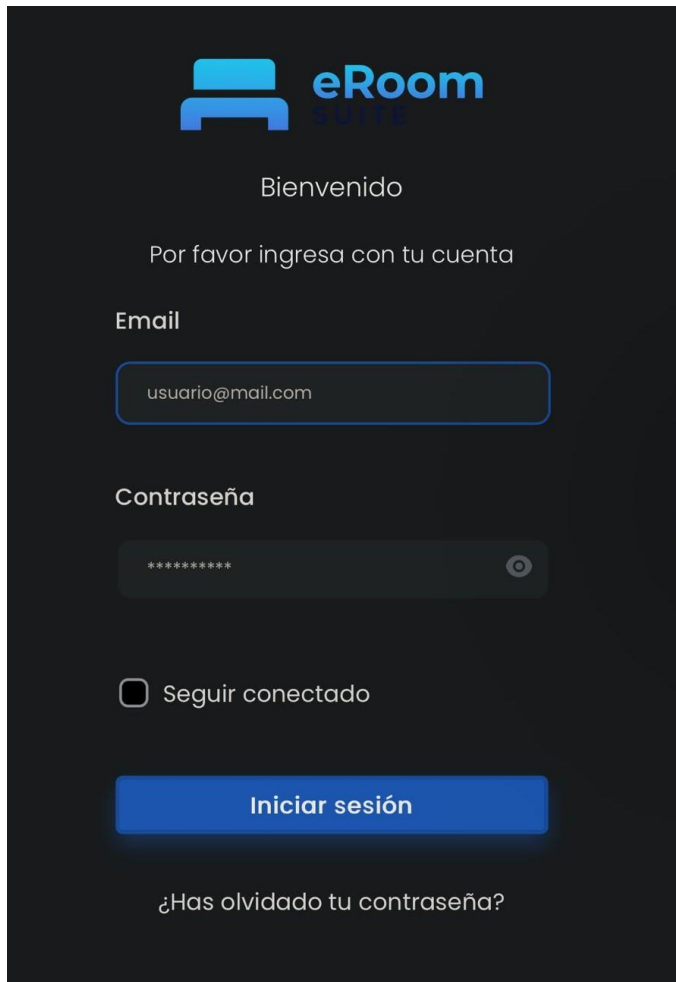 eRoom
SUITE
Bienvenido
Por favor ingresa con tu cuenta
Email
usuario@mail.com
Contraseña
**********
Seguir conectado
Iniciar sesión
¿Has olvidado tu contraseña?